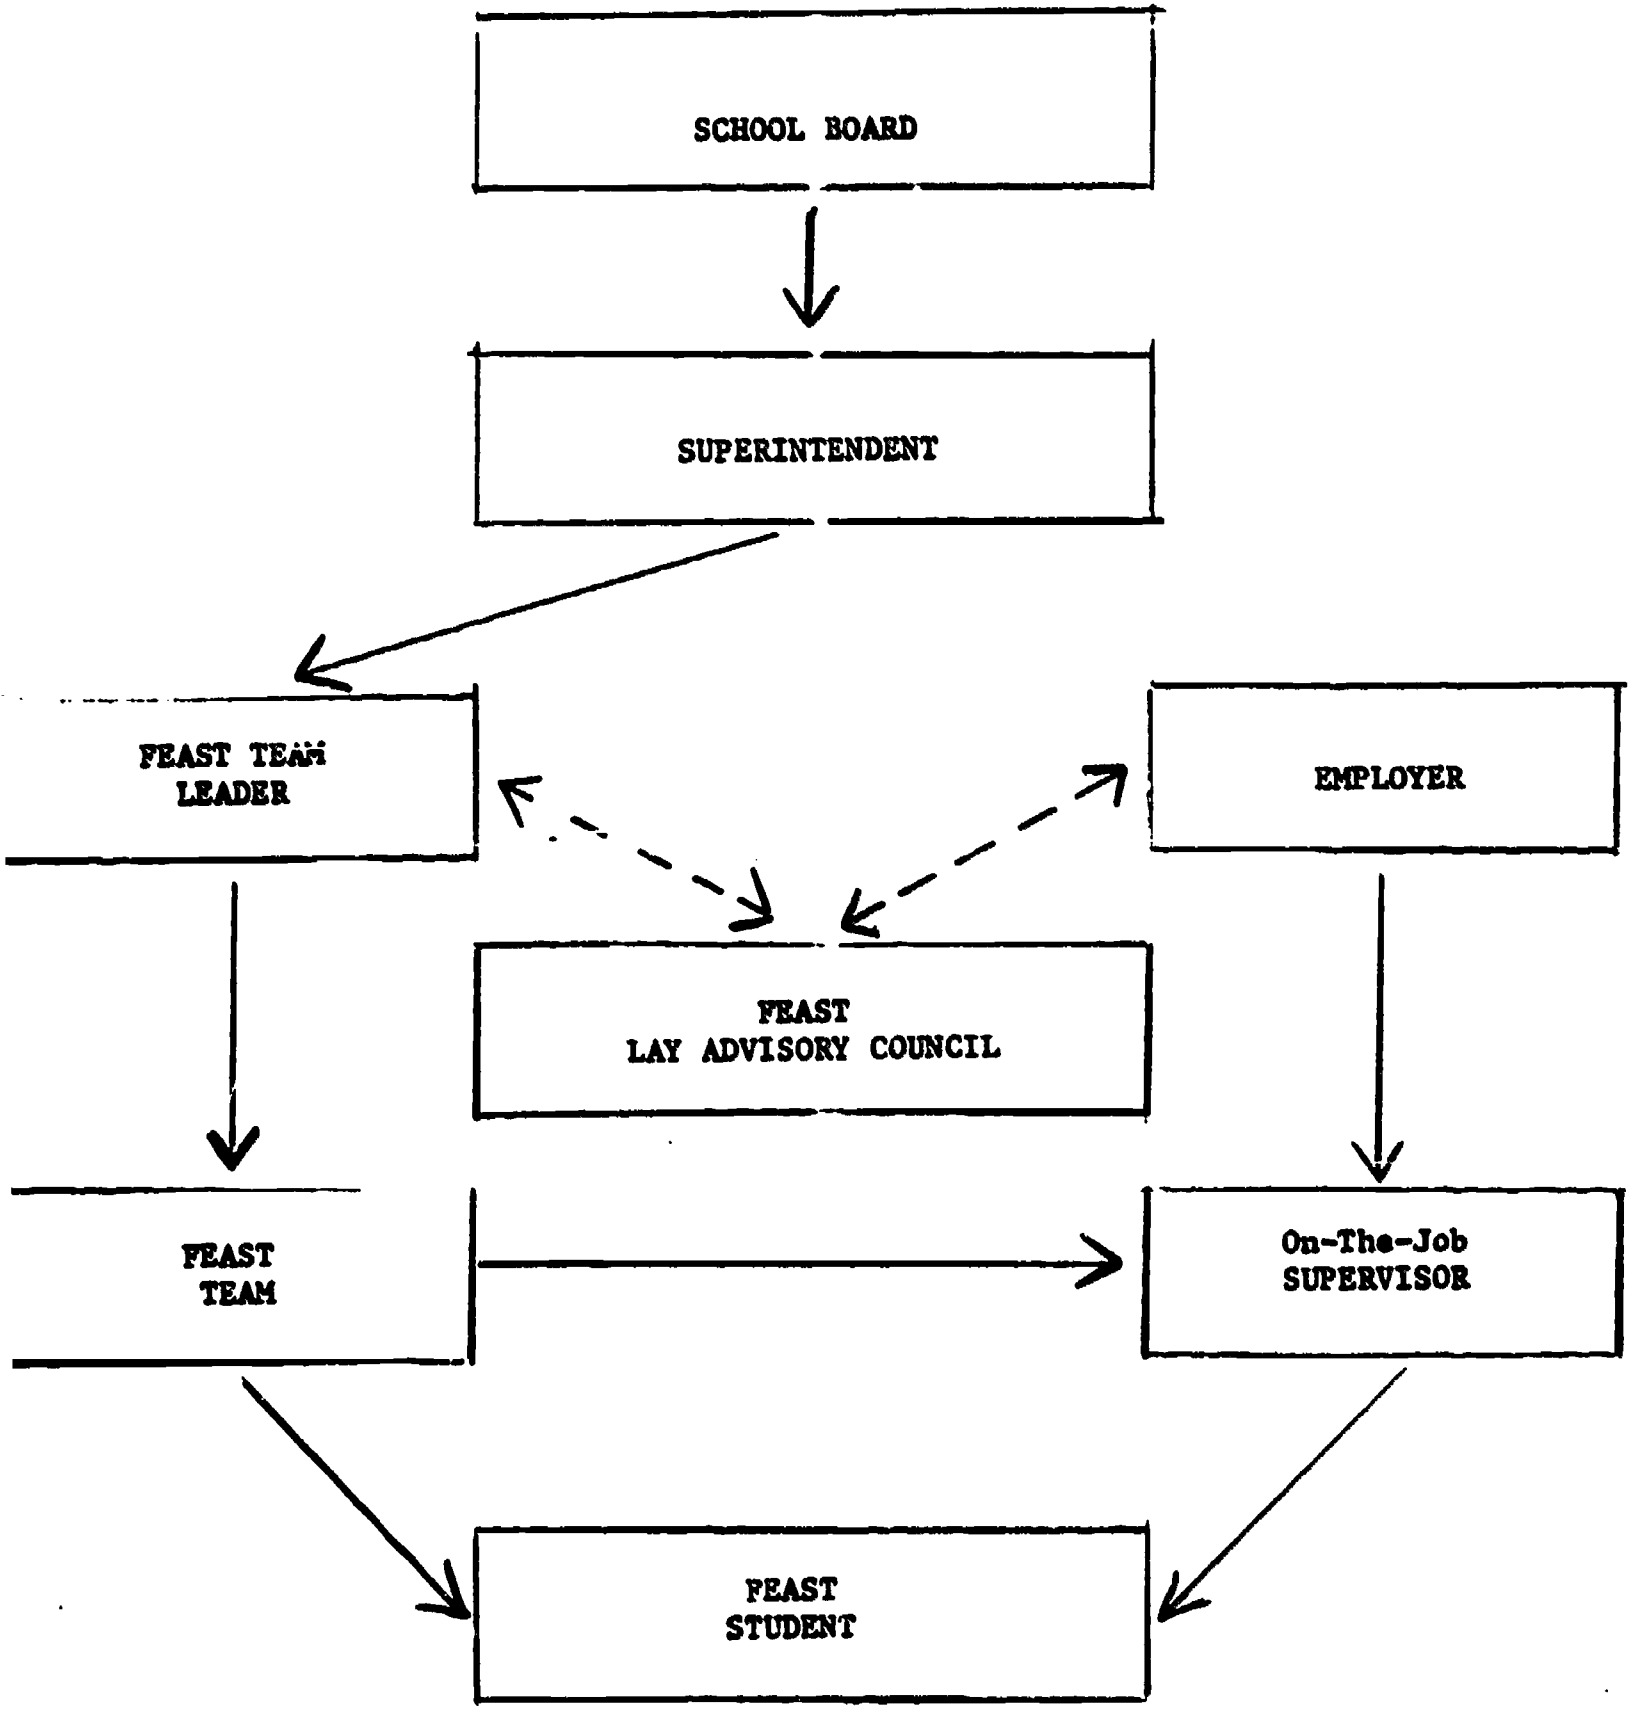 SCHOOL BOARD
SUPERINTENDENT
FEAST TEAM
LEADER
EMPLOYER
FEAST
LAY ADVISORY COUNCIL
FEAST
TEAM
On-The-Job
SUPERVISOR
FEAST
STUDENT